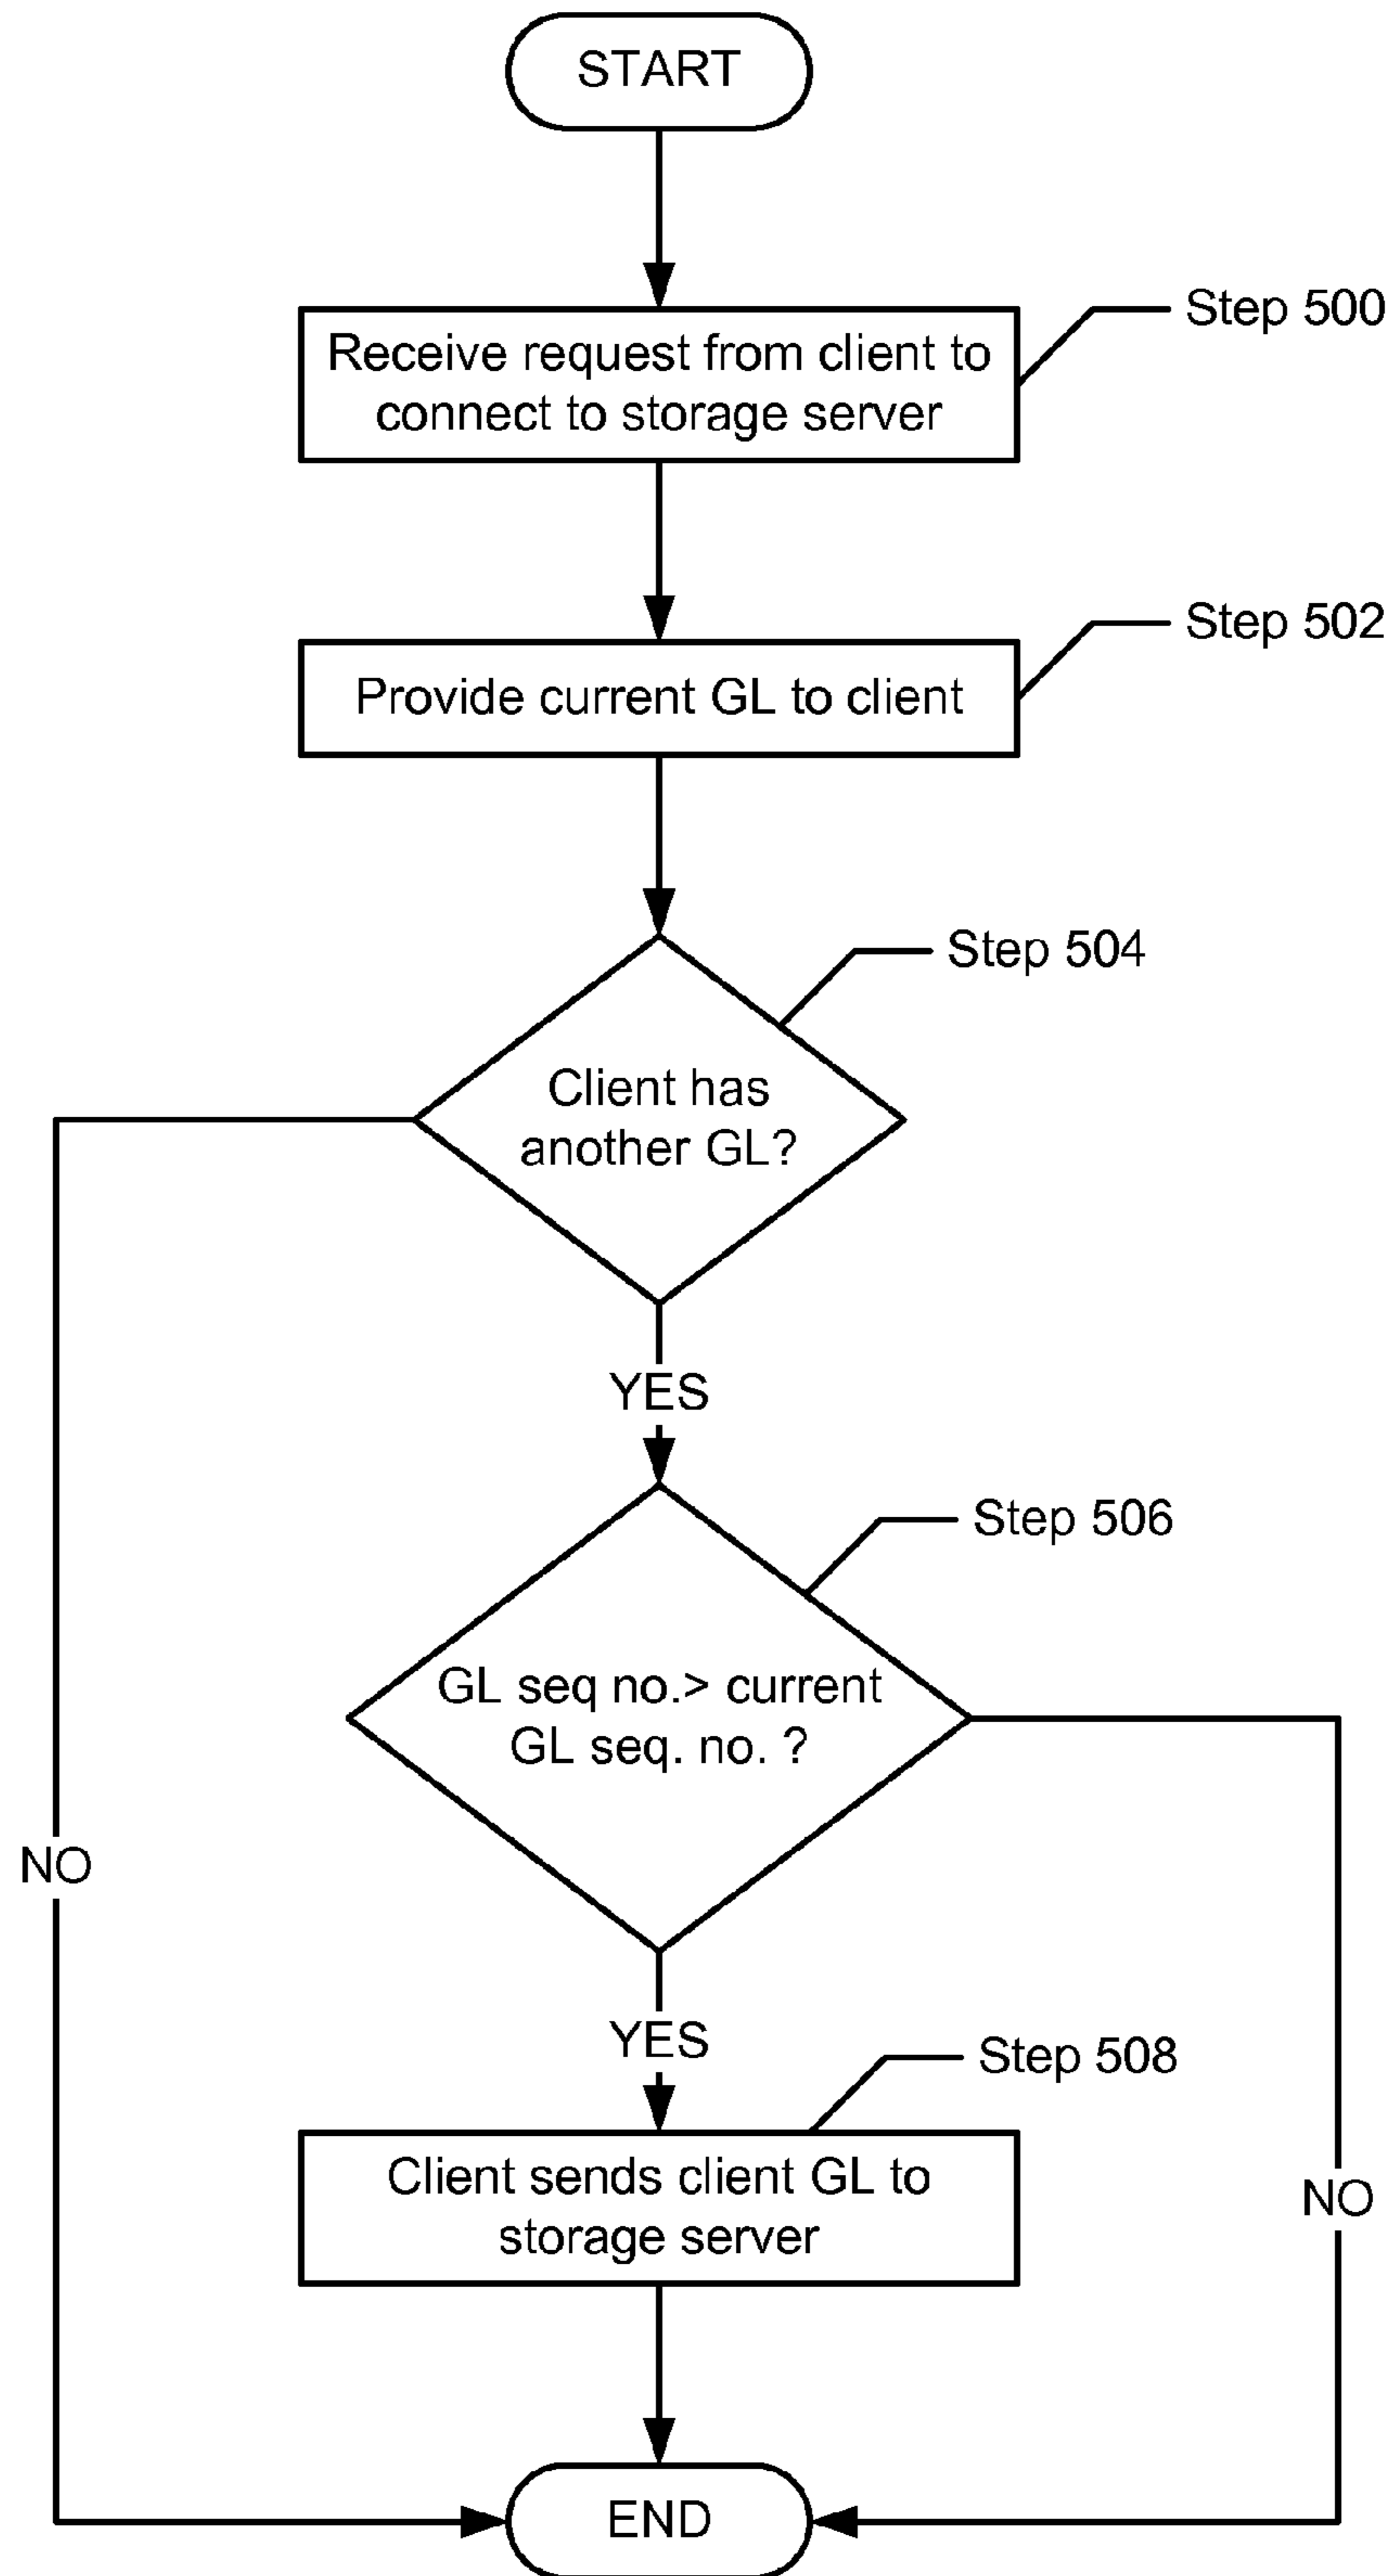 START
Step 500
Receive request from client to
connect to storage server
Step 502
Provide current GL to client
Step 504
Client has
another GL?
YES
Step 506
GL seq no.> current
GL seq. no. ?
NO
YES
Step 508
Client sends client GL to
storage server
NO
END